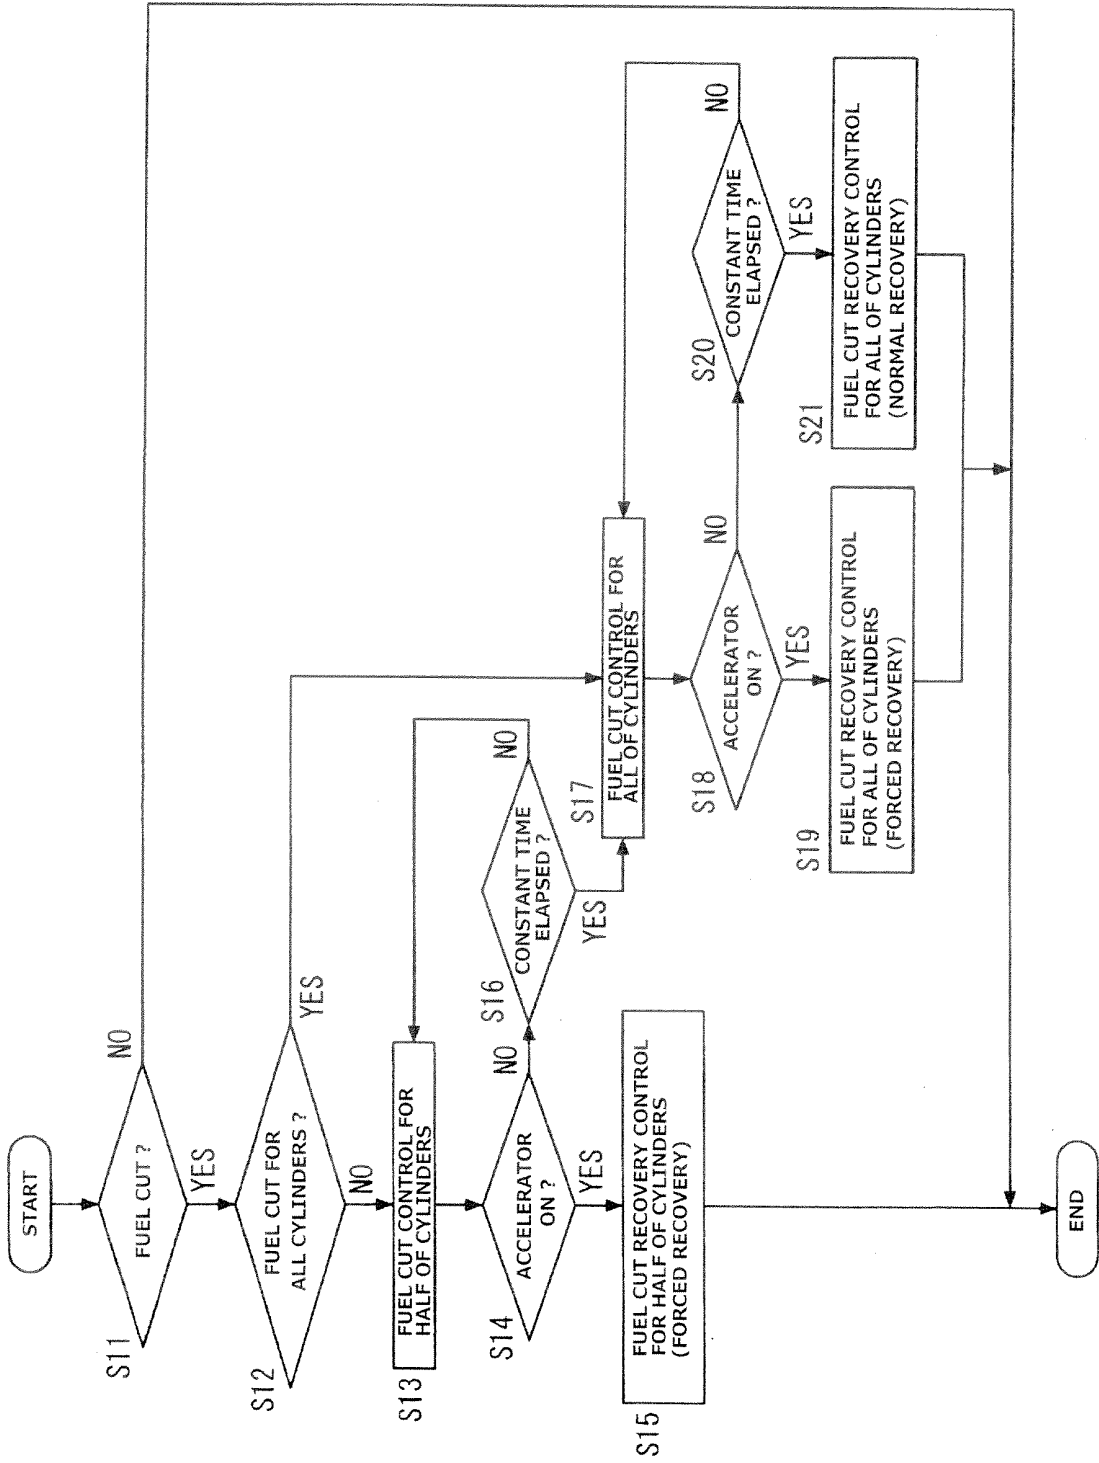 START
S11
FUEL CUT ?
NO
YES
S12
FUEL CUT FOR
ALL CYLINDERS ?
YES
NO
S13
FUEL CUT CONTROL FOR
HALF OF CYLINDERS
S14
ACCELERATOR
ON ?
NO
YES
S15
FUEL CUT RECOVERY CONTROL
FOR HALF OF CYLINDERS
(FORCED RECOVERY)
S16
CONSTANT TIME
ELAPSED ?
NO
YES
S17
FUEL CUT CONTROL FOR
ALL OF CYLINDERS
S18
ACCELERATOR
ON ?
NO
YES
S19
FUEL CUT RECOVERY CONTROL
FOR ALL OF CYLINDERS
(FORCED RECOVERY)
S20
CONSTANT TIME
ELAPSED ?
NO
YES
S21
FUEL CUT RECOVERY CONTROL
FOR ALL OF CYLINDERS
(NORMAL RECOVERY)
END